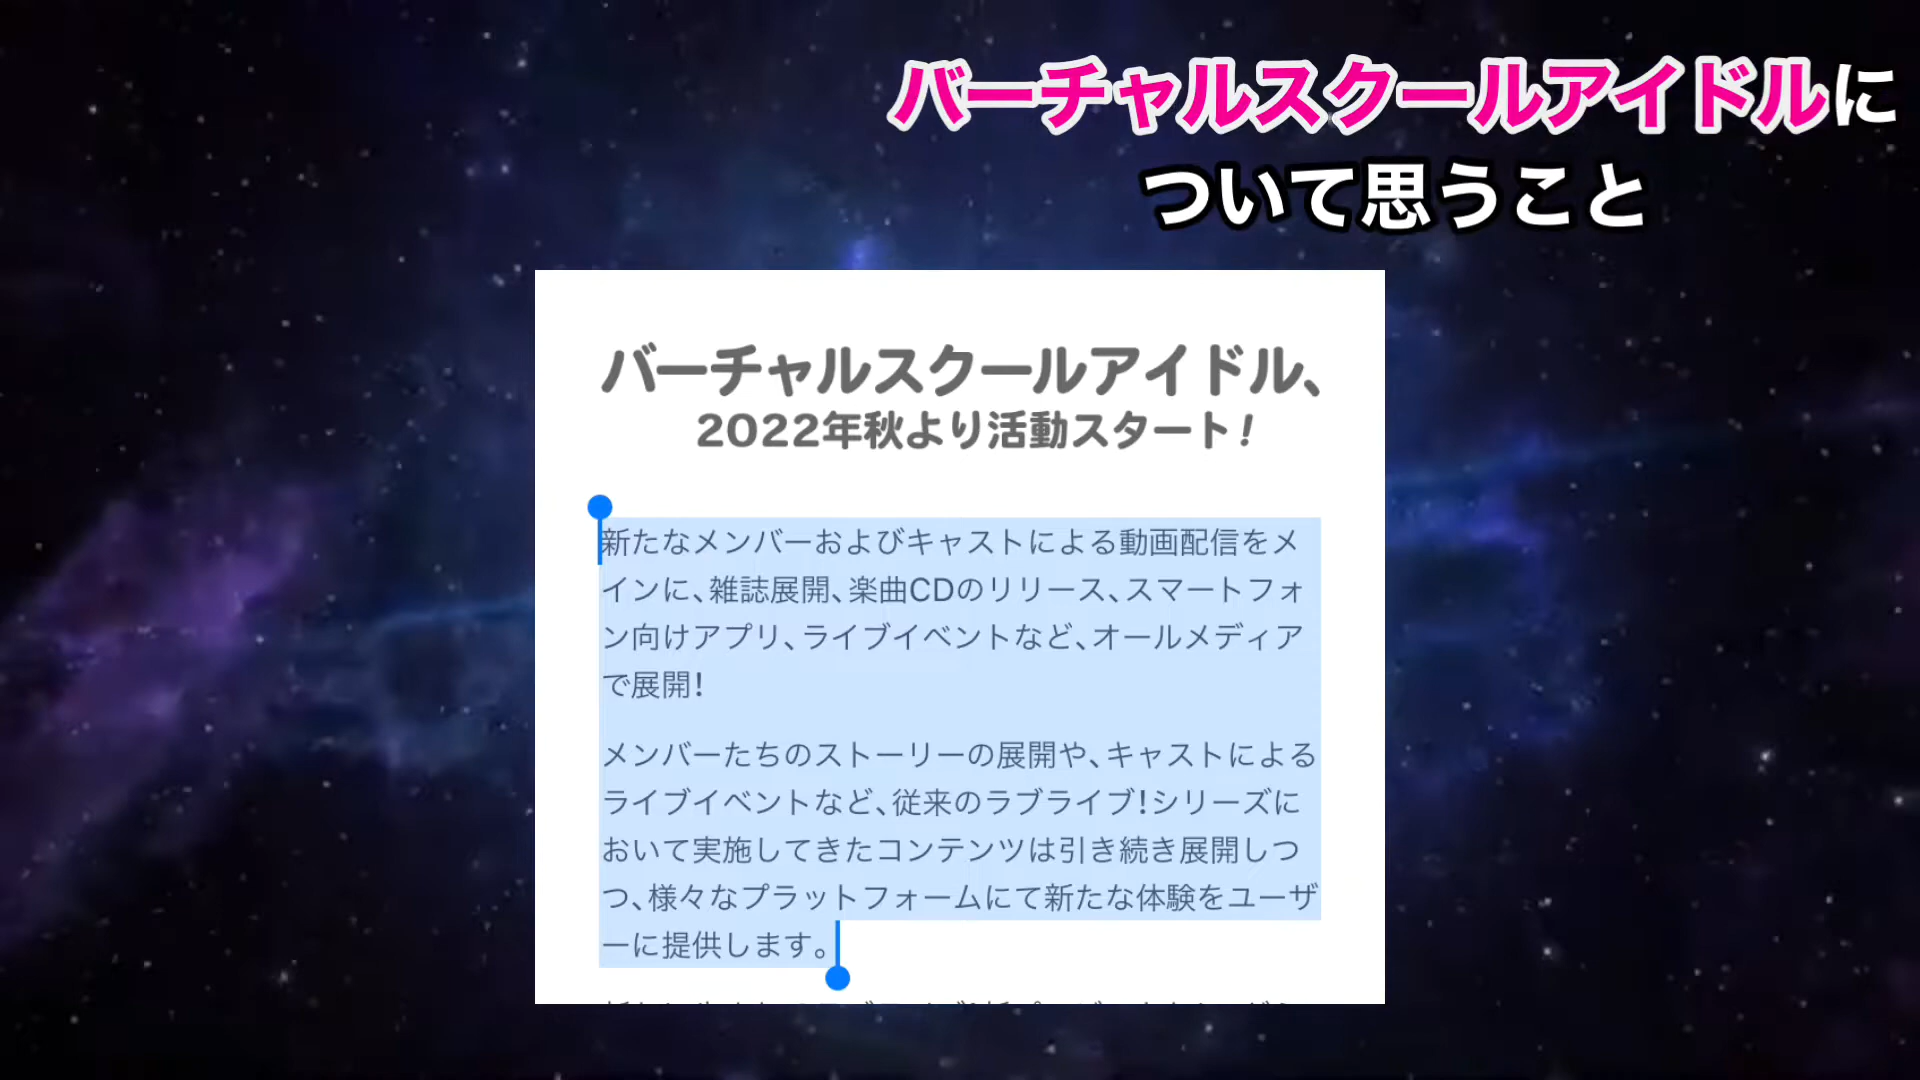 バーチャルスクールアイドルに
ついて思うこと
バーチャルスクールアイドル、
2022年秋より活動スタート!
新たなメンバーおよびキャストによる動画配信をメ
インに、雑誌展開、楽曲CDのリリース、スマートフォ
ン向けアプリ、ライブイベントなど、オールメディア
で展開!
メンバーたちのストーリーの展開や、キャストによる
ライブイベントなど、従来のラブライブ!シリーズに
おいて実施してきたコンテンツは引き続き展開しつ
つ、様々なプラットフォームにて新たな体験をユーザ
ーに提供します。